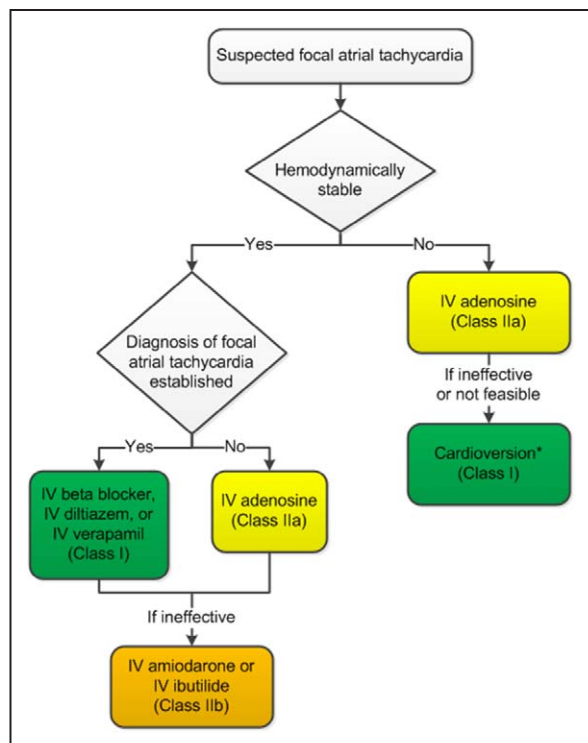 Suspected focal atrial tachycardia
Hemodynamically
stable
Yes
No
IV adenosine
(Class IIa)
Diagnosis of focal
atrial tachycardia
established
If ineffective
or not feasible
Yes
No
Cardioversion*
(Class I)
IV beta blocker,
IV diltiazem, or
IV verapamil
(Class I)
IV adenosine
(Class IIa)
If ineffective
IV amiodarone or
IV ibutilide
(Class IIb)